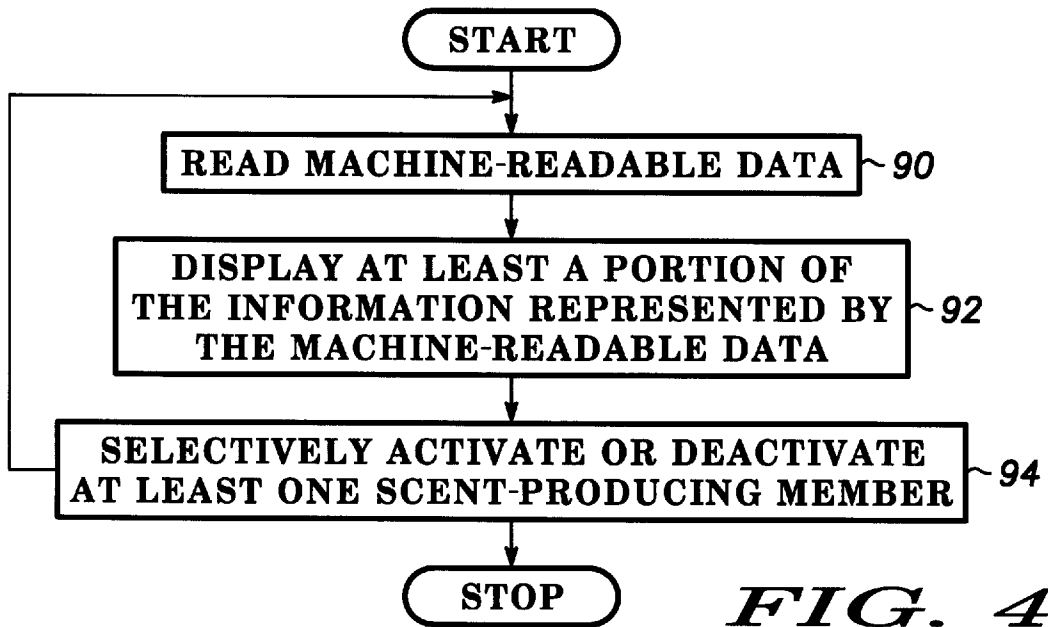 START
READ MACHINE-READABLE DATA
90
DISPLAY AT LEAST A PORTION OF
THE INFORMATION REPRESENTED BY
THE MACHINE-READABLE DATA
92
SELECTIVELY ACTIVATE OR DEACTIVATE
AT LEAST ONE SCENT-PRODUCING MEMBER
94
STOP
FIG. 4